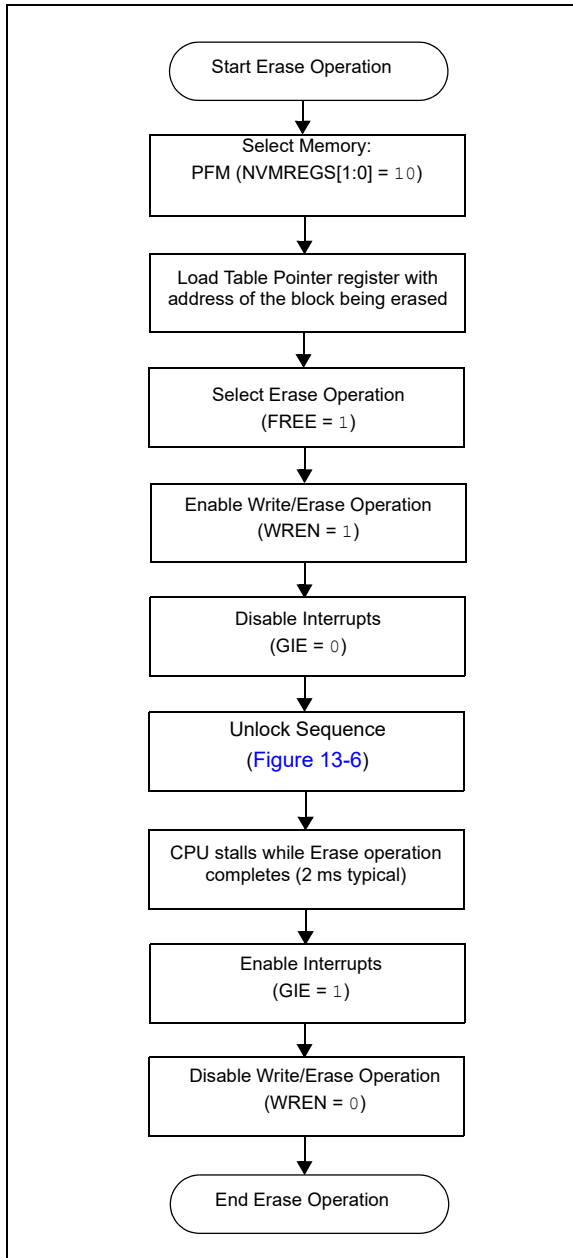 Start Erase Operation
Select Memory:
PFM (NVMREGS[1:0] = 10)
Load Table Pointer register with
address of the block being erased
Select Erase Operation
(FREE = 1)
Enable Write/Erase Operation
(WREN = 1)
Disable Interrupts
(GIE = 0)
Unlock Sequence
(Figure 13-6)
CPU stalls while Erase operation
completes (2 ms typical)
Enable Interrupts
(GIE = 1)
Disable Write/Erase Operation
(WREN = 0)
End Erase Operation